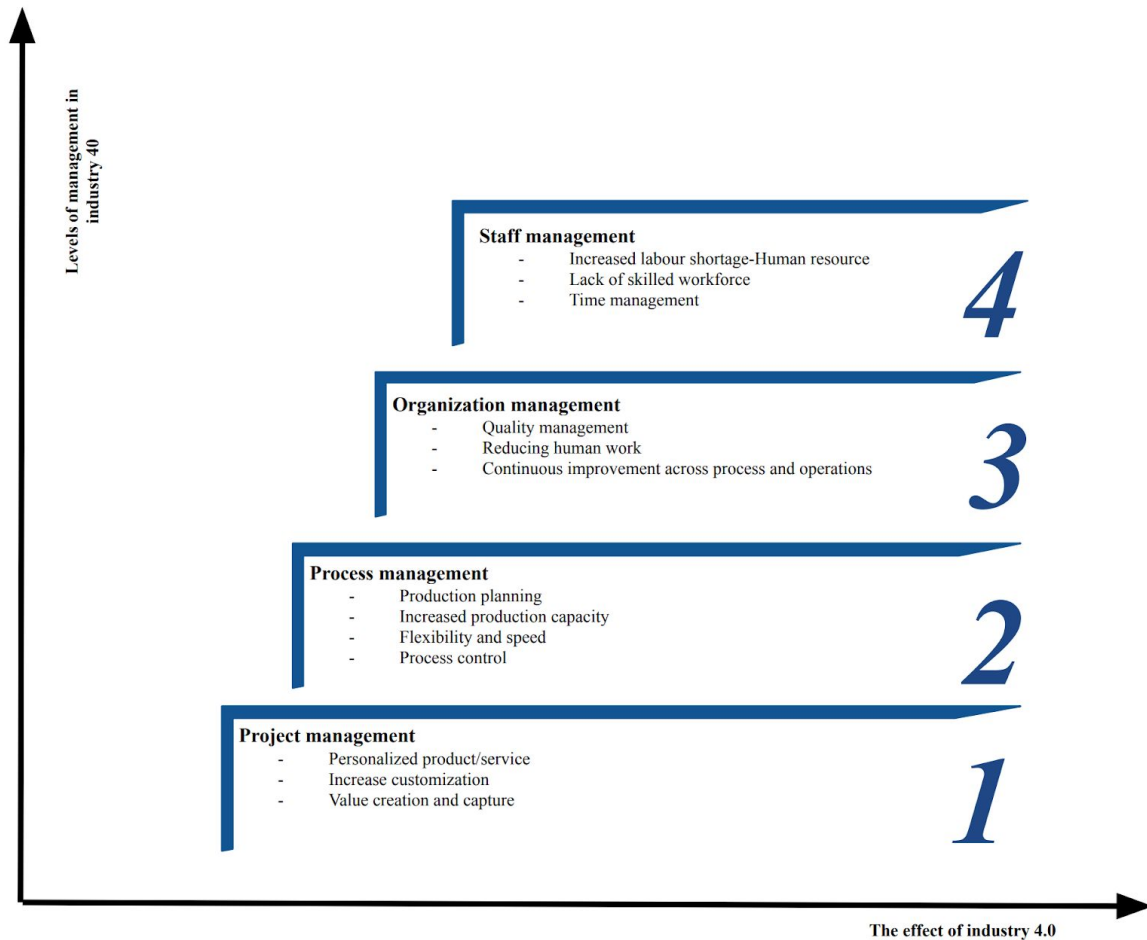 Levels of management in
industry 40
Staff management
- Increased labour shortage-Human resource
- Lack of skilled workforce
- Time management
4
Organization management
- Quality management
- Reducing human work
- Continuous improvement across process and operations
3
Process management
- Production planning
- Increased production capacity
- Flexibility and speed
- Process control
2
Project management
- Personalized product/service
- Increase customization
- Value creation and capture
1
The effect of industry 4.0